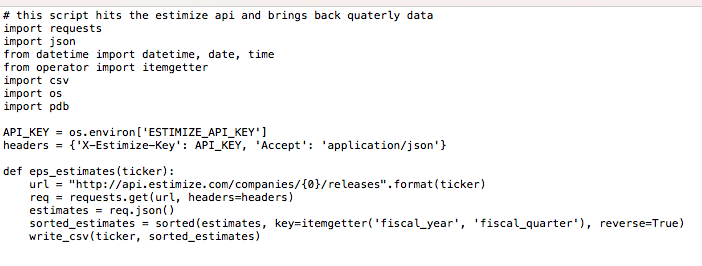 # this script hits the estimize api and brings back quaterly data
import requests
import json
from datetime import datetime, date, time
from operator import itemgetter
import csv
import os
import pdb

API_KEY = os.environ['ESTIMIZE_API_KEY']
headers = {'X-Estimize-Key': API_KEY, 'Accept': 'application/json'}

def eps_estimates(ticker):
    url = "http://api.estimize.com/companies/{0}/releases".format(ticker)
    req = requests.get(url, headers=headers)
    estimates = req.json()
    sorted_estimates = sorted(estimates, key=itemgetter('fiscal_year', 'fiscal_quarter'), reverse=True)
    write_csv(ticker, sorted_estimates)